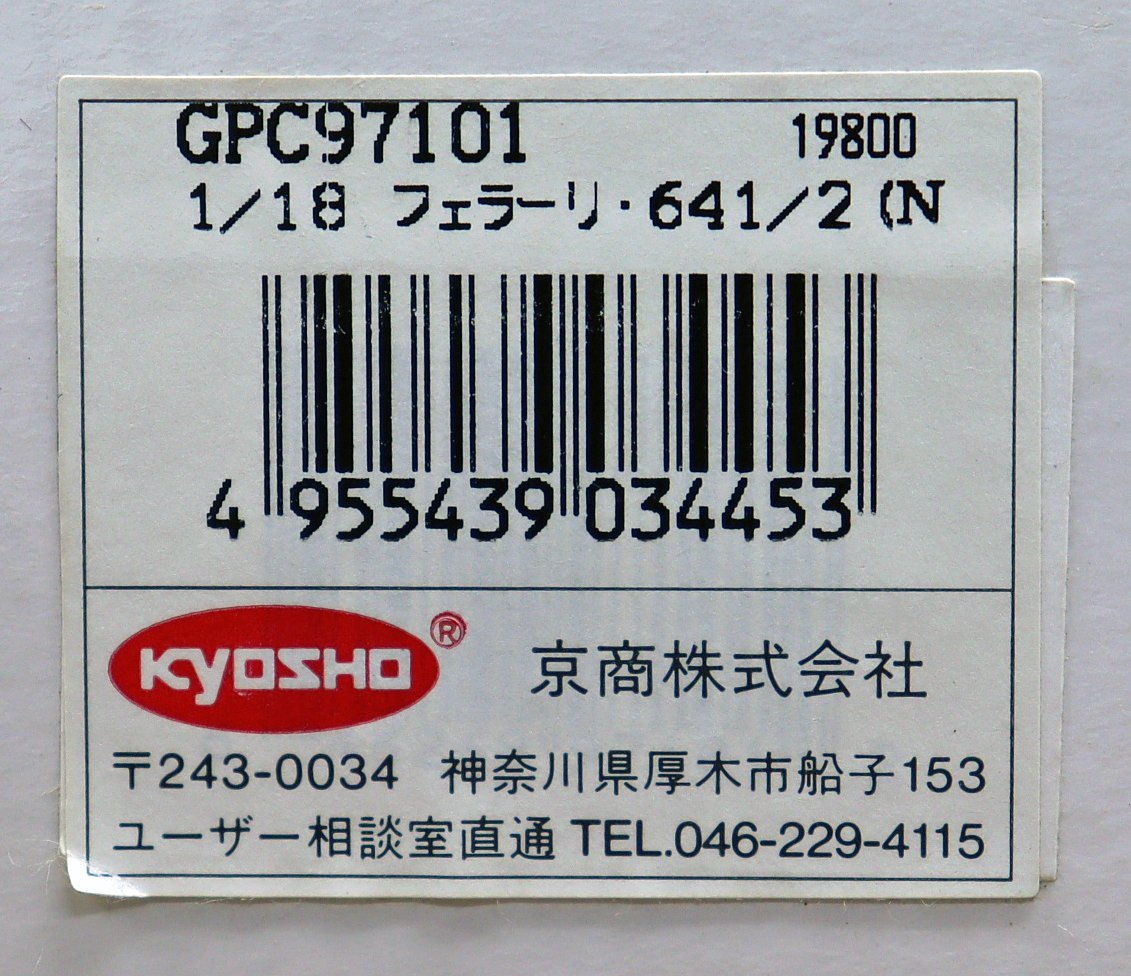 GPC97101 19800
1/18 フェラーリ・641/2 (N
4 955439 034453
KYOSHO® 京商株式会社
〒243-0034 神奈川県厚木市船子153
ユーザー相談室直通 TEL.046-229-4115